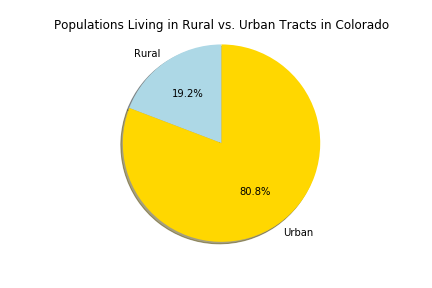 Populations Living in Rural vs. Urban Tracts in Colorado
Rural
19.2%
80.8%
Urban